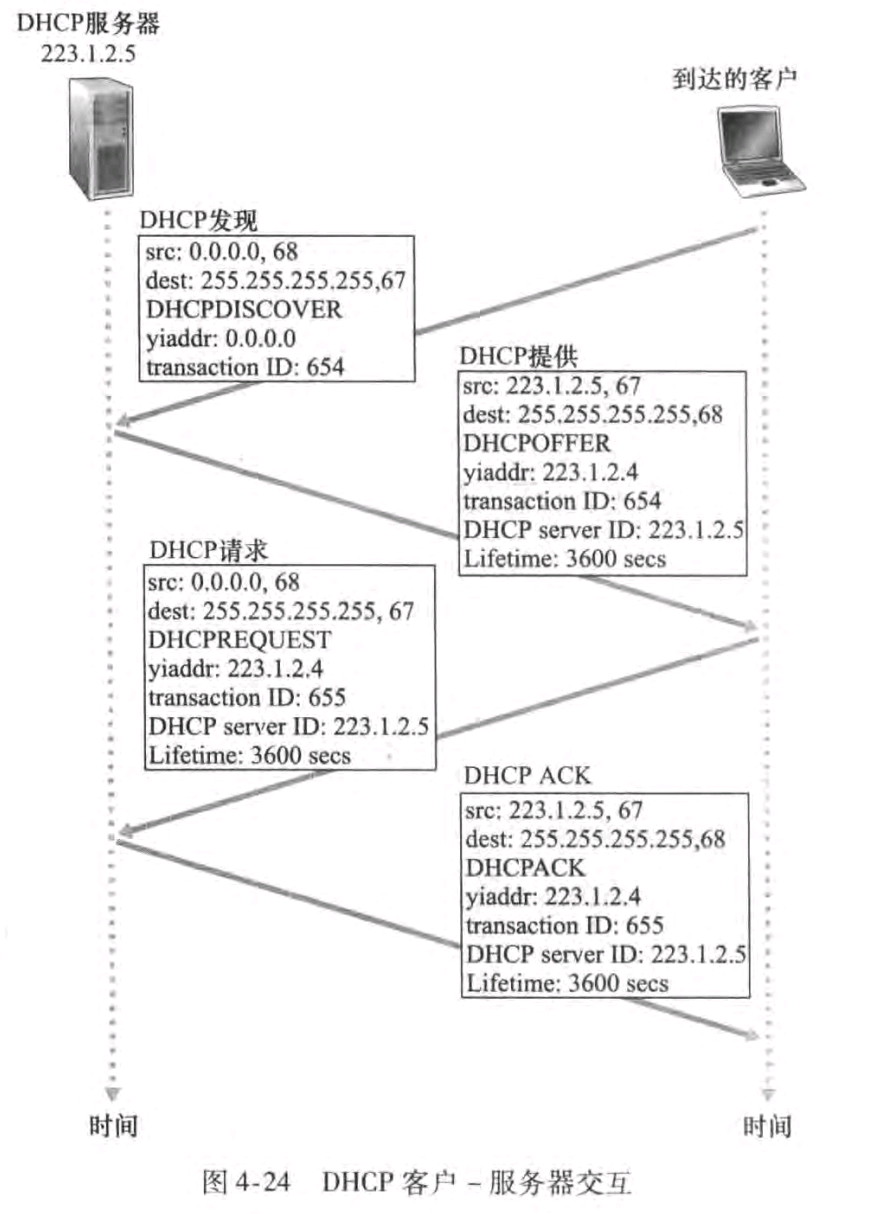 DHCP服务器
223.1.2.5
到达的客户
DHCP发现
src: 0.0.0.0, 68
dest: 255.255.255.255,67
DHCPDISCOVER
yiaddr: 0.0.0.0
transaction ID: 654
DHCP提供
src: 223.1.2.5, 67
dest: 255.255.255.255,68
DHCPOFFER
yiaddr: 223.1.2.4
transaction ID: 654
DHCP server ID: 223.1.2.5
Lifetime: 3600 secs
DHCP请求
src: 0.0.0.0, 68
dest: 255.255.255.255, 67
DHCPREQUEST
yiaddr: 223.1.2.4
transaction ID: 655
DHCP server ID: 223.1.2.5
Lifetime: 3600 secs
DHCP ACK
src: 223.1.2.5, 67
dest: 255.255.255.255,68
DHCPACK
yiaddr: 223.1.2.4
transaction ID: 655
DHCP server ID: 223.1.2.5
Lifetime: 3600 secs
时间
时间
图 4-24 DHCP 客户 – 服务器交互